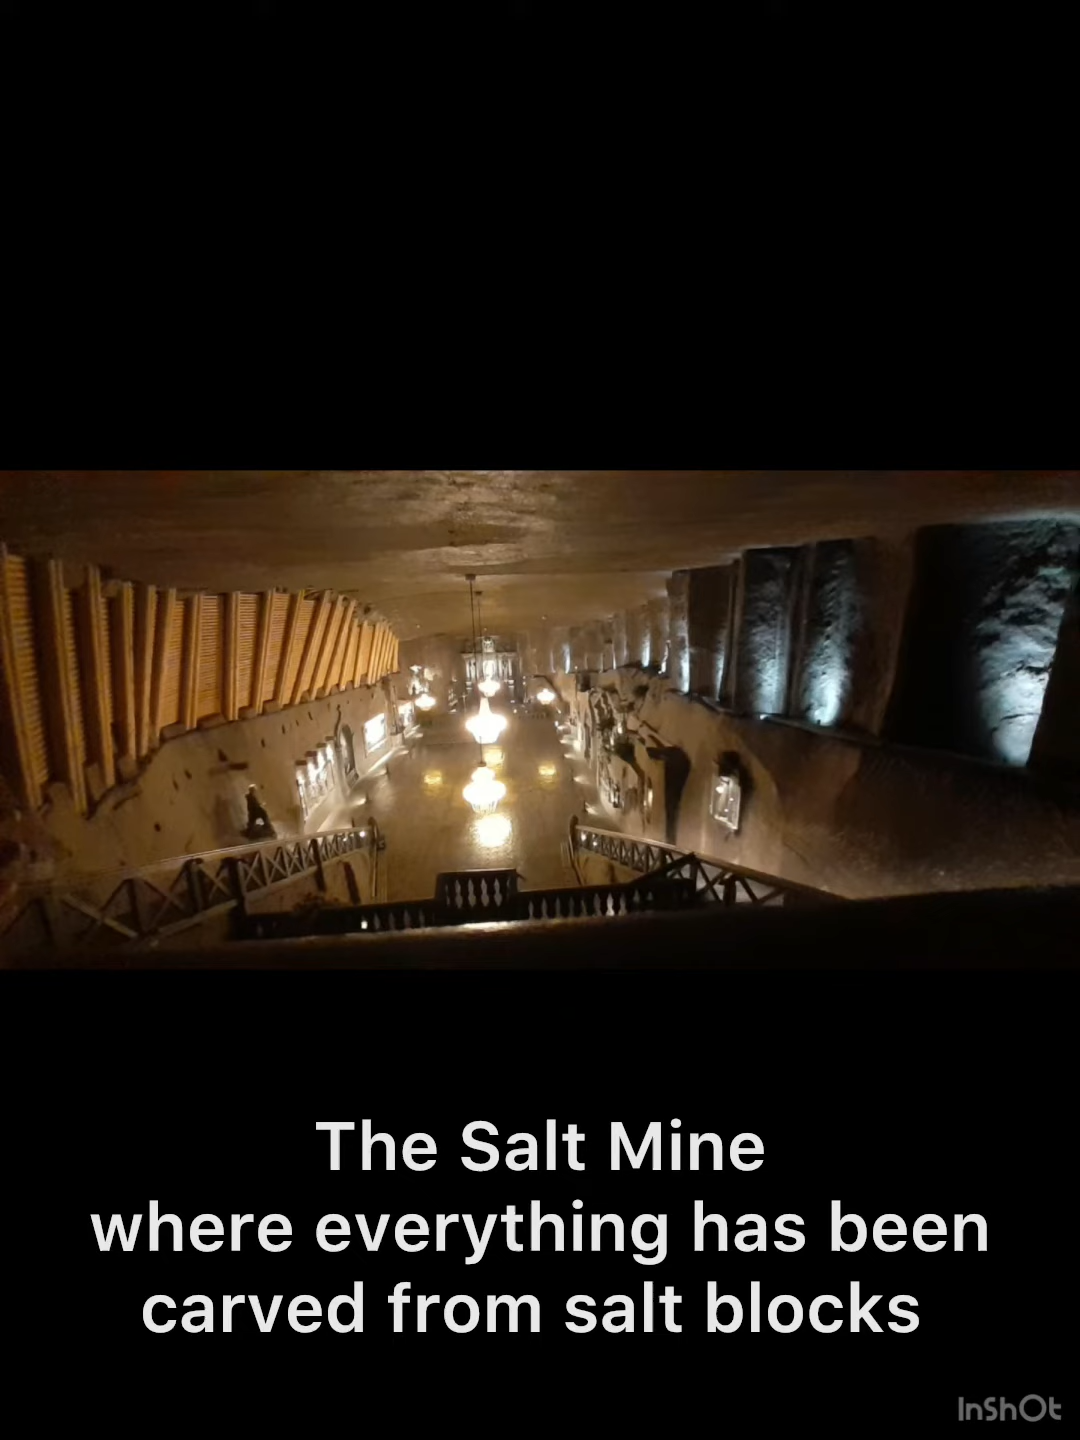 The Salt Mine
where everything has been
carved from salt blocks
InShOt